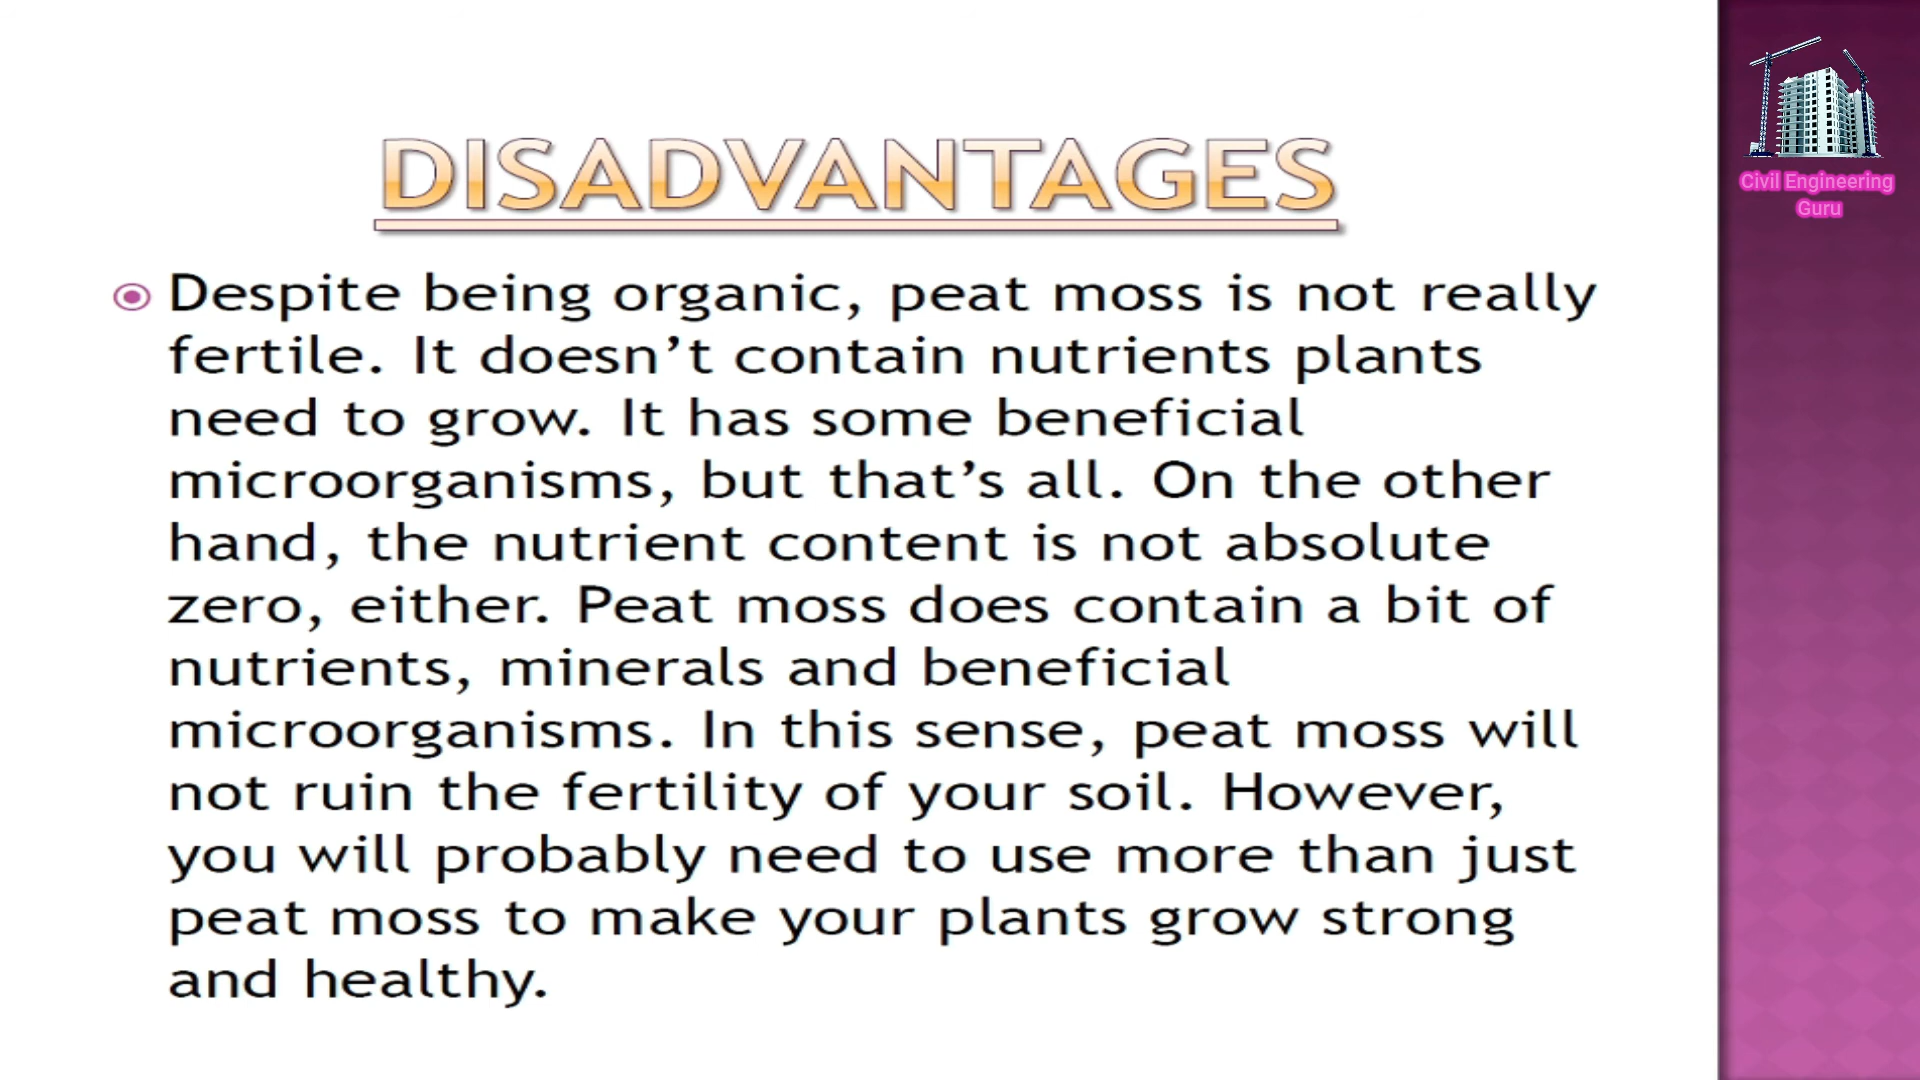 DISADVANTAGES
Despite being organic, peat moss is not really
fertile. It doesn’t contain nutrients plants
need to grow. It has some beneficial
microorganisms, but that’s all. On the other
hand, the nutrient content is not absolute
zero, either. Peat moss does contain a bit of
nutrients, minerals and beneficial
microorganisms. In this sense, peat moss will
not ruin the fertility of your soil. However,
you will probably need to use more than just
peat moss to make your plants grow strong
and healthy.
Civil Engineering
Guru